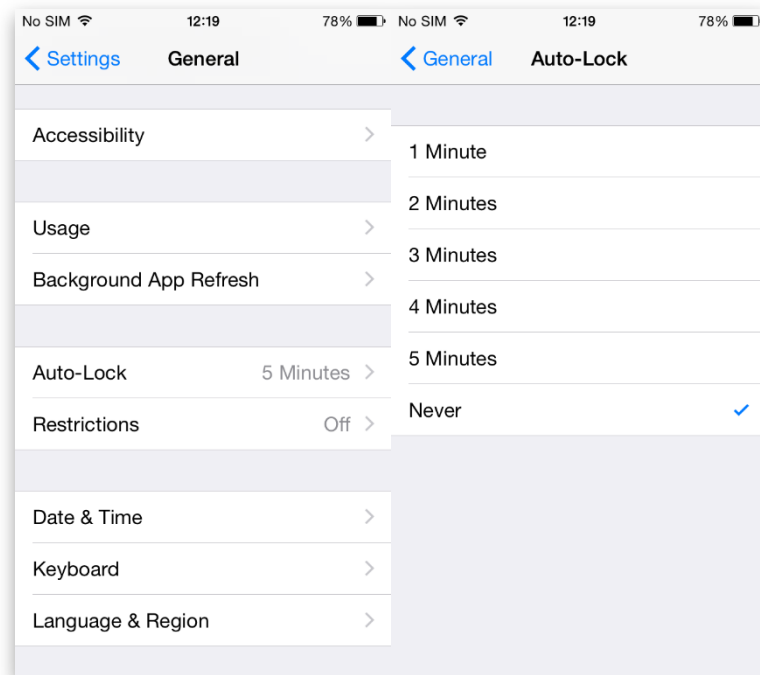 No SIM 12:19 78%
Settings General
Accessibility
Usage
Background App Refresh
Auto-Lock 5 Minutes
Restrictions Off
Date & Time
Keyboard
Language & Region
No SIM 12:19 78%
General Auto-Lock
1 Minute
2 Minutes
3 Minutes
4 Minutes
5 Minutes
Never